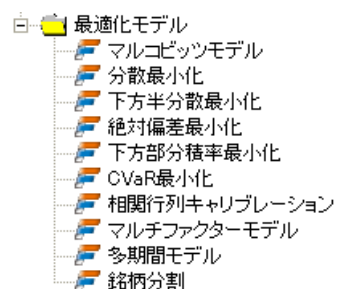 最適化モデル
マルコビッツモデル
分散最小化
下方半分散最小化
絶対偏差最小化
下方部分積率最小化
CVaR最小化
相関行列キャリブレーション
マルチファクターモデル
多期間モデル
銘柄分割